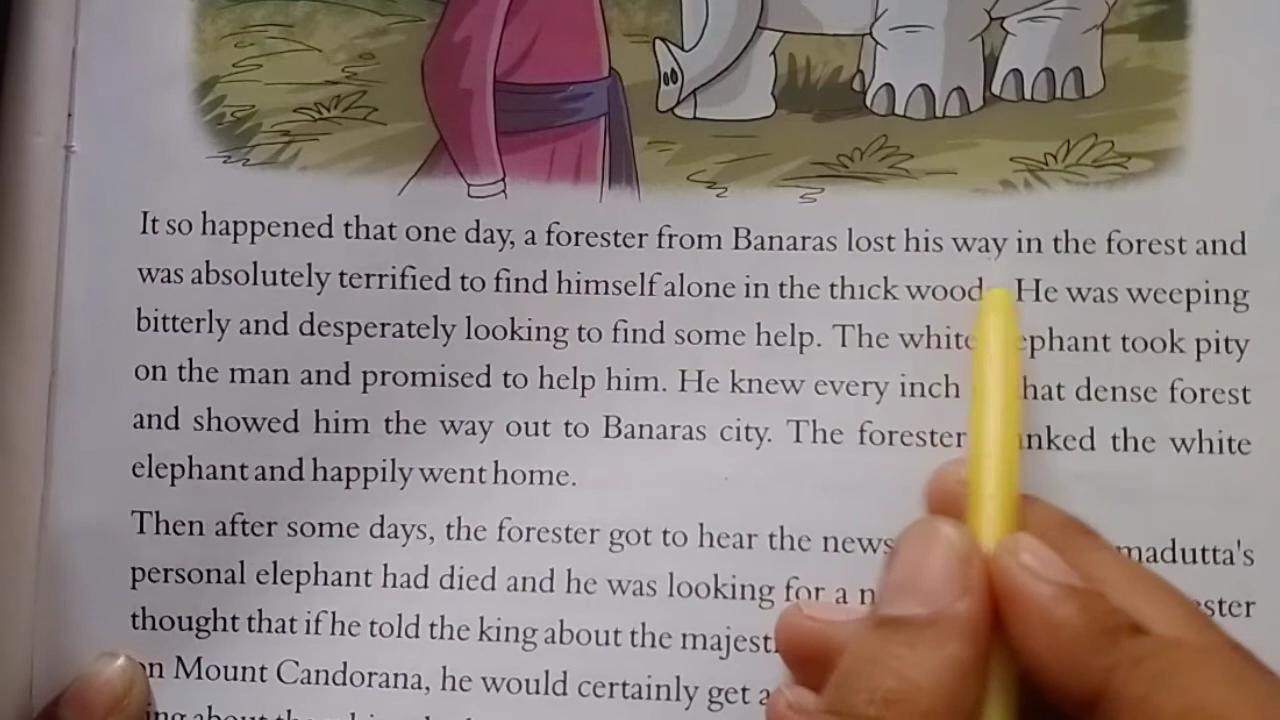 It so happened that one day, a forester from Banaras lost his way in the forest and
was absolutely terrified to find himself alone in the thick wood He was weeping
bitterly and desperately looking to find some help. The white ephant took pity
on the man and promised to help him. He knew every inch hat dense forest
and showed him the way out to Banaras city. The forester nked the white
elephant and happily went home.
Then after some days, the forester got to hear the news madutta's
personal elephant had died and he was looking for a n ster
thought that if he told the king about the majest
on Mount Candorana, he would certainly get a